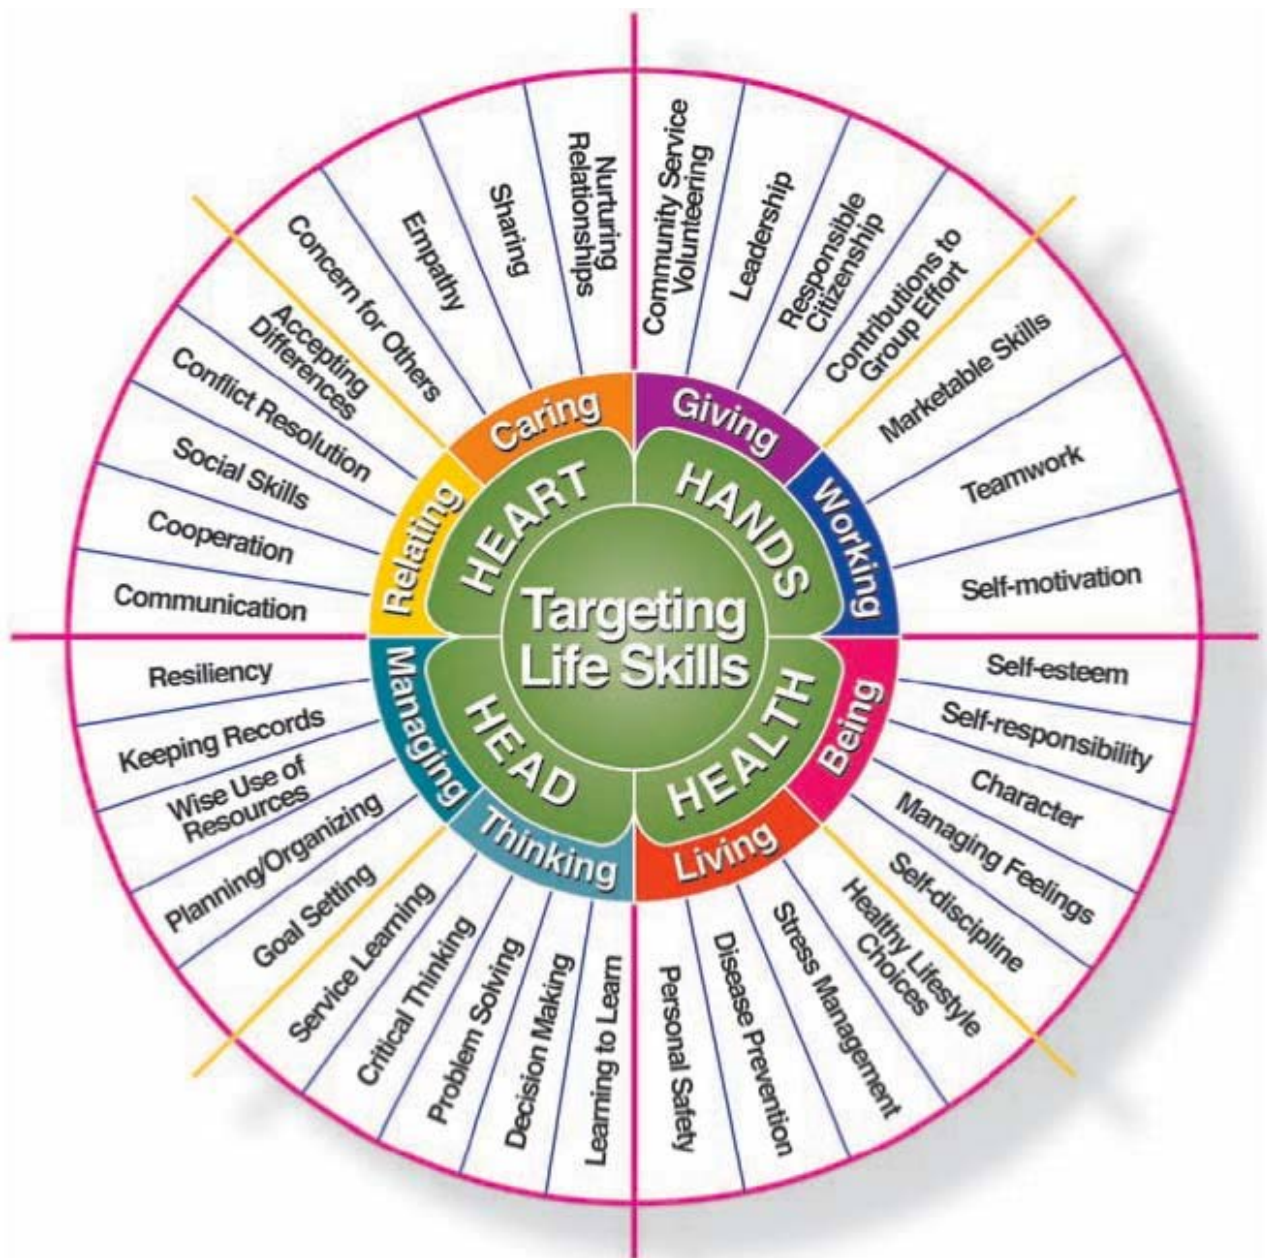 Targeting
Life Skills
HEART
HANDS
HEALTH
HEAD
Caring
Giving
Working
Being
Living
Thinking
Managing
Relating
Nurturing
Relationships
Sharing
Empathy
Concern for Others
Community Service
Volunteering
Leadership
Responsible
Citizenship
Contributions to
Group Effort
Marketable Skills
Teamwork
Self-motivation
Self-esteem
Self-responsibility
Character
Managing Feelings
Self-discipline
Healthy Lifestyle
Choices
Stress Management
Disease Prevention
Personal Safety
Learning to Learn
Decision Making
Problem Solving
Critical Thinking
Service Learning
Goal Setting
Planning/Organizing
Wise Use of
Resources
Keeping Records
Resiliency
Communication
Cooperation
Social Skills
Conflict Resolution
Accepting
Differences